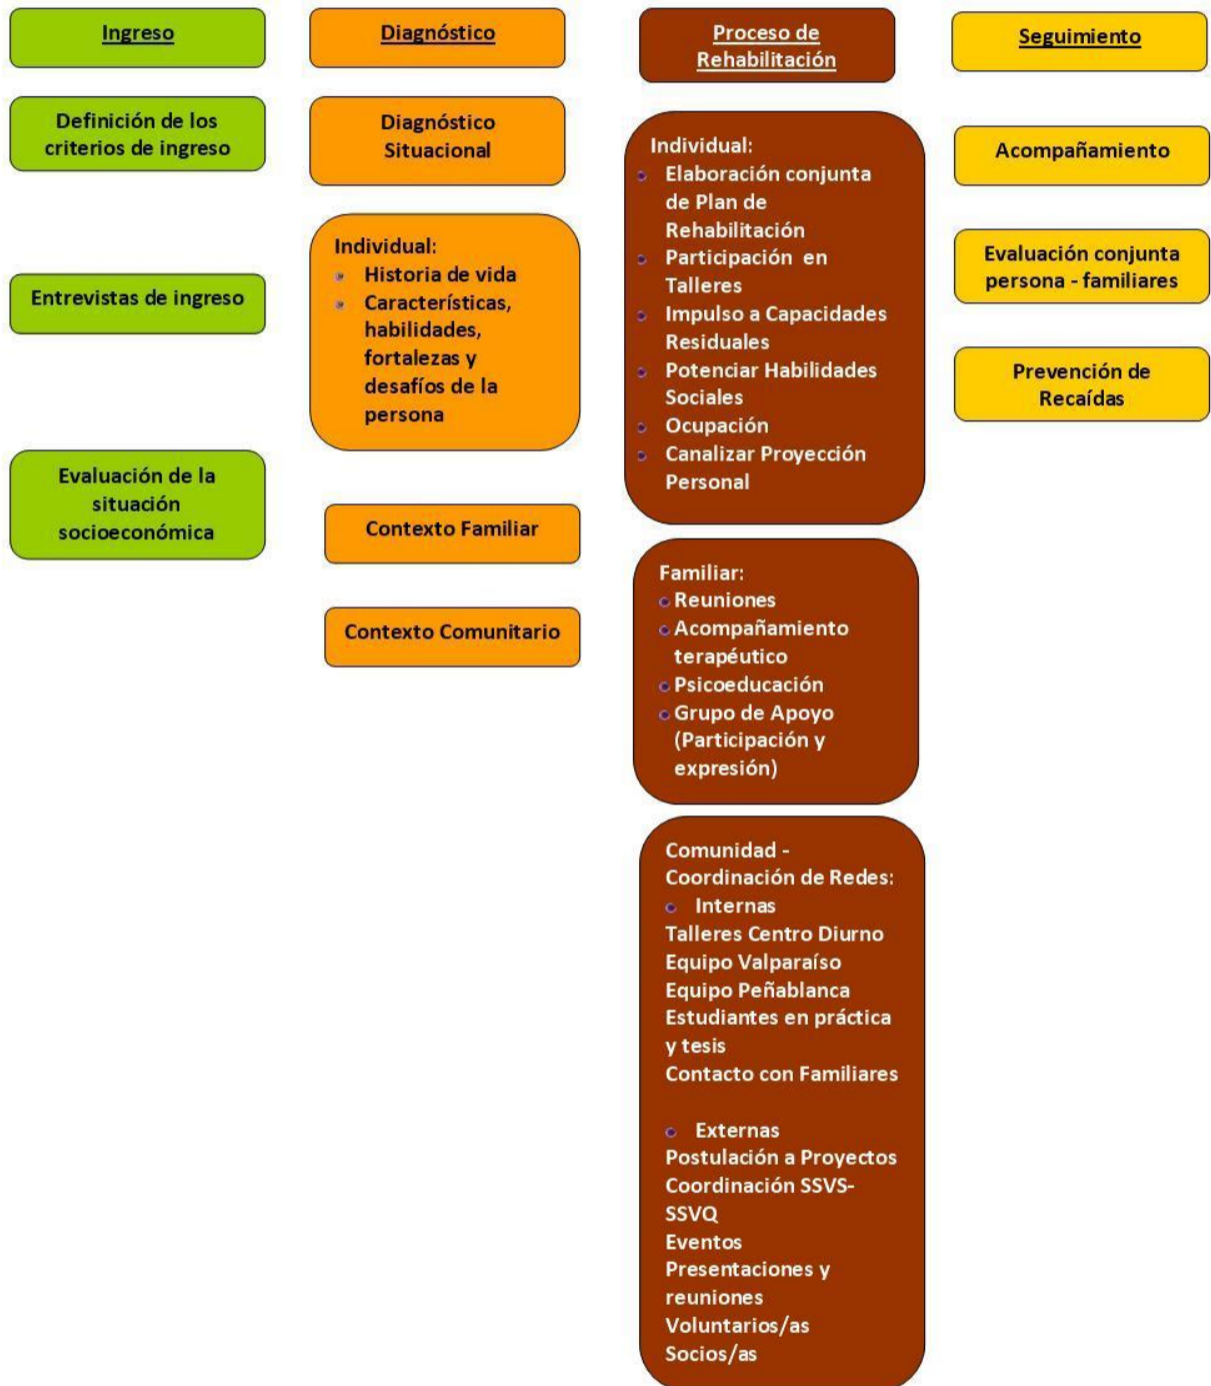 Ingreso
Definición de los
criterios de ingreso
Entrevistas de ingreso
Evaluación de la
situación
socioeconómica
Diagnóstico
Diagnóstico
Situacional
Individual:
Historia de vida
Características,
habilidades,
fortalezas y
desafíos de la
persona
Contexto Familiar
Contexto Comunitario
Proceso de
Rehabilitación
Individual:
Elaboración conjunta
de Plan de
Rehabilitación
Participación en
Talleres
Impulso a Capacidades
Residuales
Potenciar Habilidades
Sociales
Ocupación
Canalizar Proyección
Personal
Familiar:
Reuniones
Acompañamiento
terapéutico
Psicoeducación
Grupo de Apoyo
(Participación y
expresión)
Comunidad -
Coordinación de Redes:
Internas
Talleres Centro Diurno
Equipo Valparaíso
Equipo Peñablanca
Estudiantes en práctica
y tesis
Contacto con Familiares
Externas
Postulación a Proyectos
Coordinación SSVS-
SSVQ
Eventos
Presentaciones y
reuniones
Voluntarios/as
Socios/as
Seguimiento
Acompañamiento
Evaluación conjunta
persona - familiares
Prevención de
Recaídas